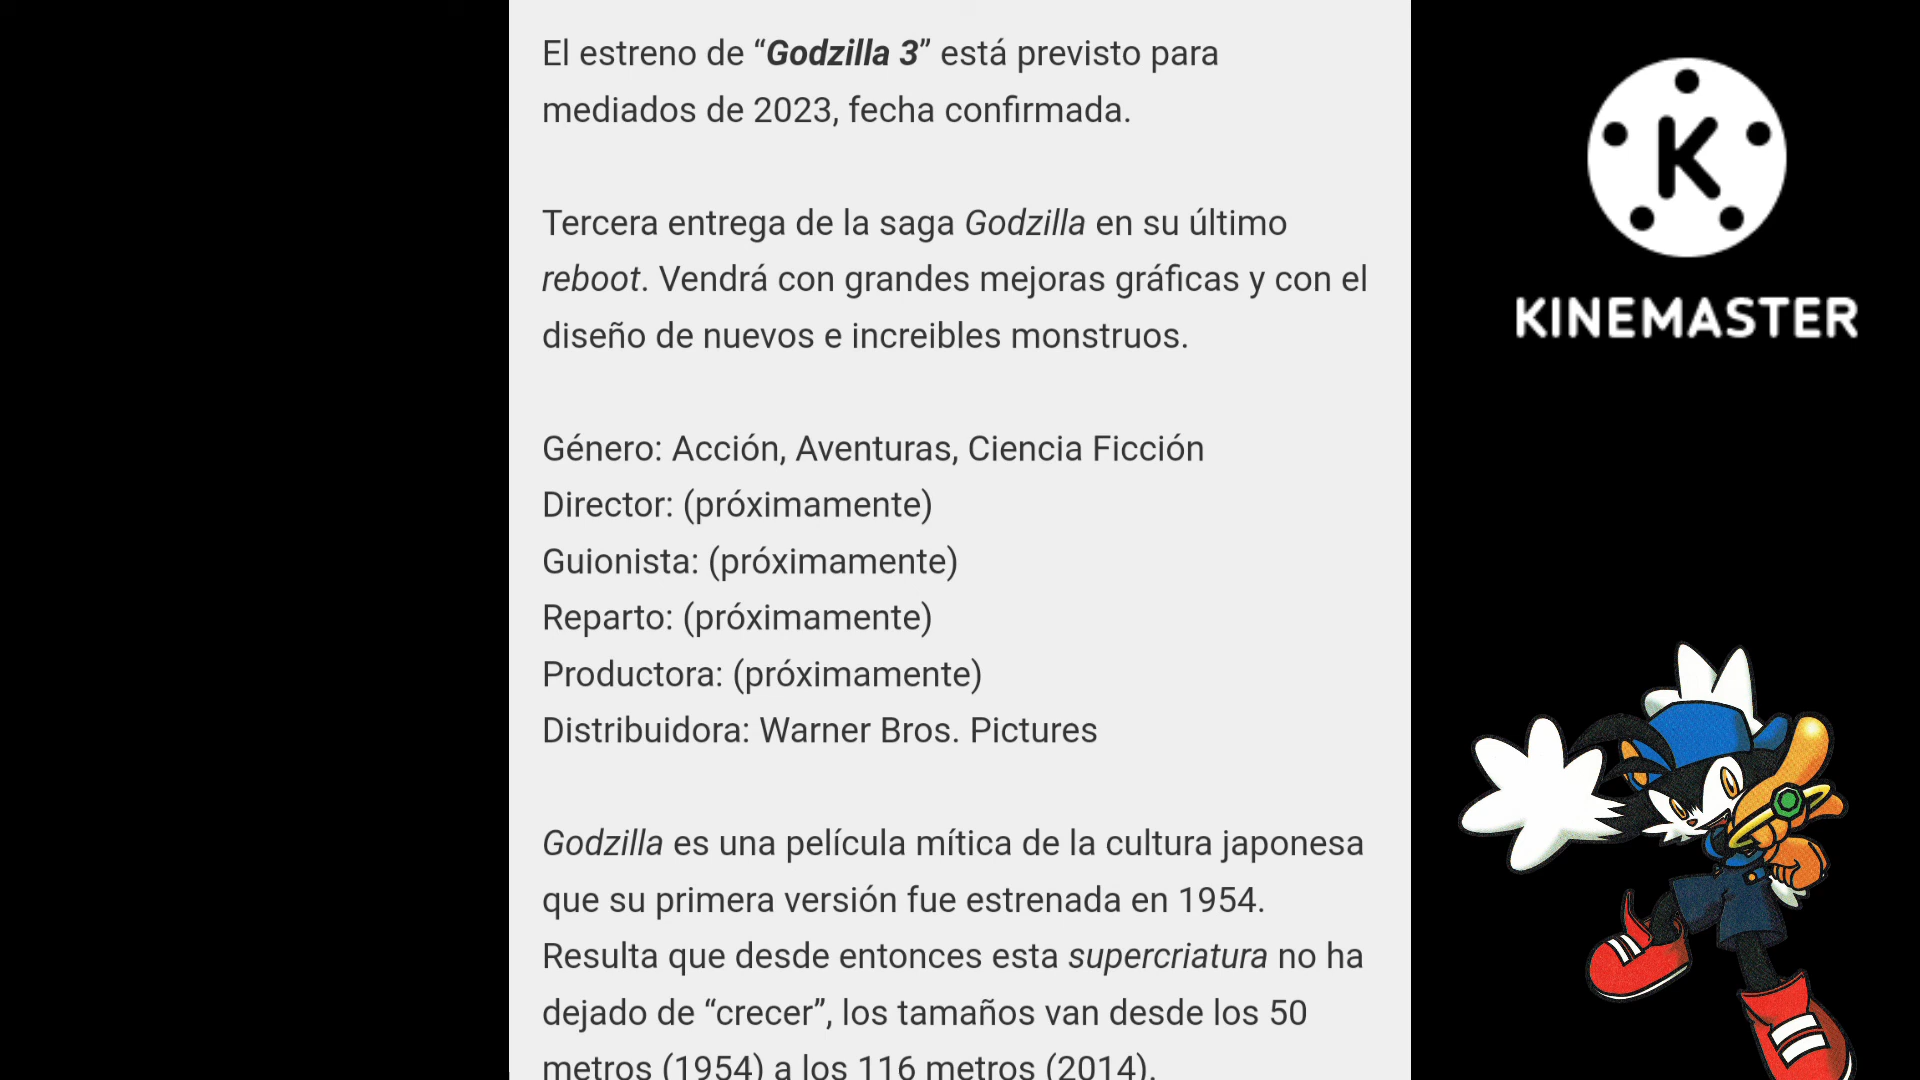 El estreno de “Godzilla 3” está previsto para
mediados de 2023, fecha confirmada.
Tercera entrega de la saga Godzilla en su último
reboot. Vendrá con grandes mejoras gráficas y con el
diseño de nuevos e increibles monstruos.
Género: Acción, Aventuras, Ciencia Ficción
Director: (próximamente)
Guionista: (próximamente)
Reparto: (próximamente)
Productora: (próximamente)
Distribuidora: Warner Bros. Pictures
Godzilla es una película mítica de la cultura japonesa
que su primera versión fue estrenada en 1954.
Resulta que desde entonces esta supercriatura no ha
dejado de “crecer”, los tamaños van desde los 50
metros (1954) a los 116 metros (2014).
K
KINEMASTER